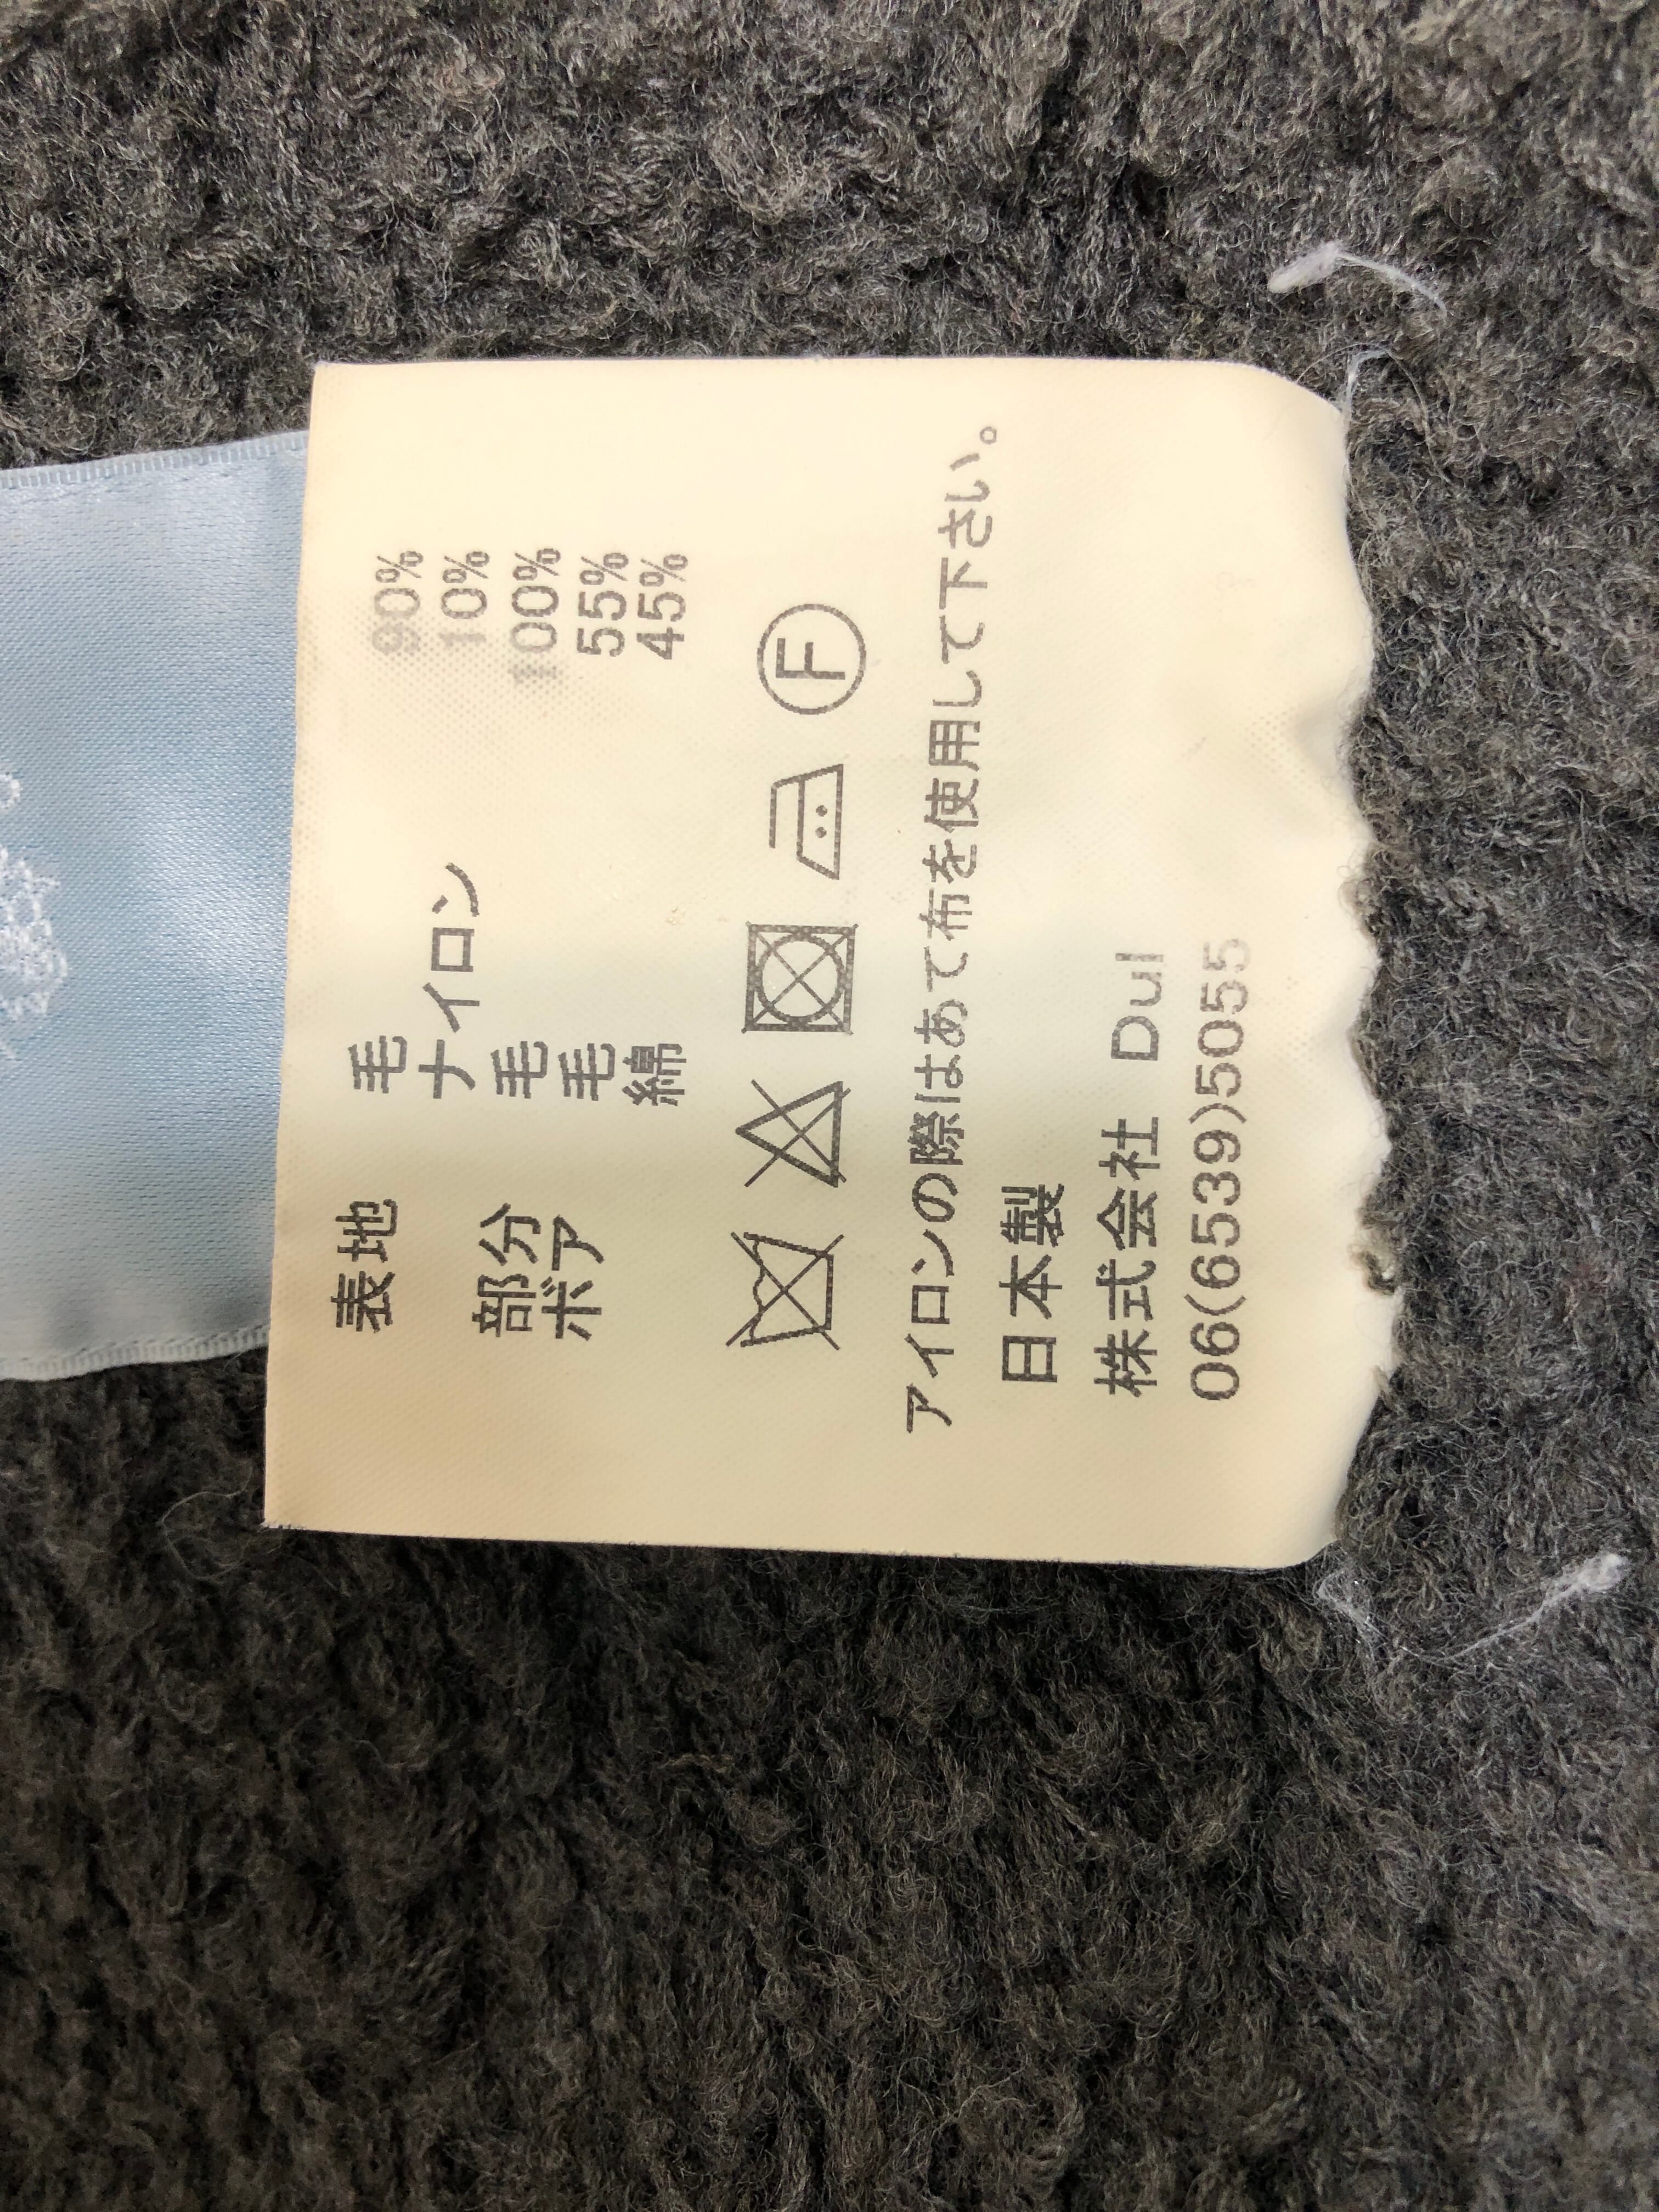 表地 毛 90%
ナイロン 10%
部分 毛 100%
ボア 毛 55%
綿 45%
F
アイロンの際はあて布を使用して下さい。
日本製
株式会社 Dul
06(6539)5055